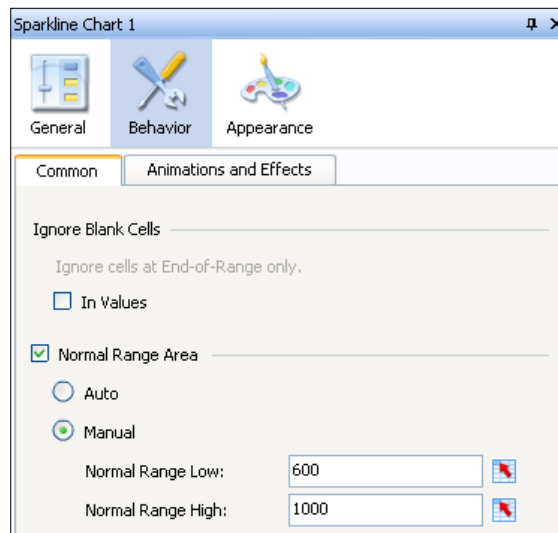 Sparkline Chart 1
General Behavior Appearance
Common Animations and Effects
Ignore Blank Cells
Ignore cells at End-of-Range only.
In Values
Normal Range Area
Auto
Manual
Normal Range Low: 600
Normal Range High: 1000